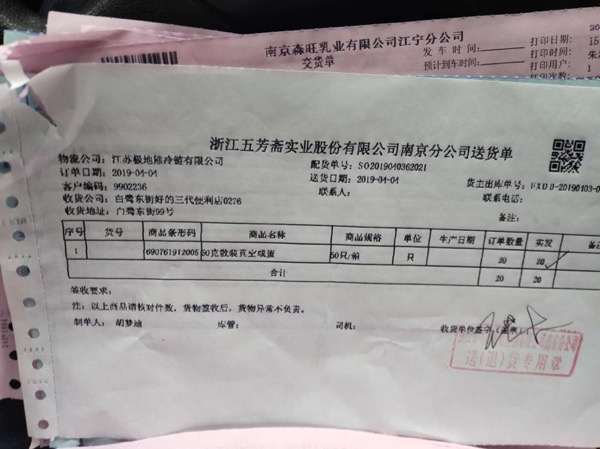 南京森旺乳业有限公司江宁分公司
交货单
发车时间:
预计到车时间:
打印日期:
打印用户:
浙江五芳斋实业股份有限公司南京分公司送货单
物流公司: 江苏极地熊冷链有限公司
配货单号: SO2019040362021
订单日期: 2019-04-04
送货日期: 2019-04-04
货主出库单号:
客户编码: 9902236
联系人:
联系电话:
收货公司: 白鹭东街好的三代便利店0276
收货地址: 白鹭东街99号
备注:
序号 货号 商品条形码 商品名称 商品规格 单位 生产日期 订单数量 实发 备注
1 690761912005 50克散装真空咸蛋 50只/箱 只 20 20
合计 20 20
签收要求:
注: 以上商品请核对件数, 货物签收后, 货物异常不负责。
制单人: 胡梦迪 库管: 司机: 收货单位签字
送(退)货专用章